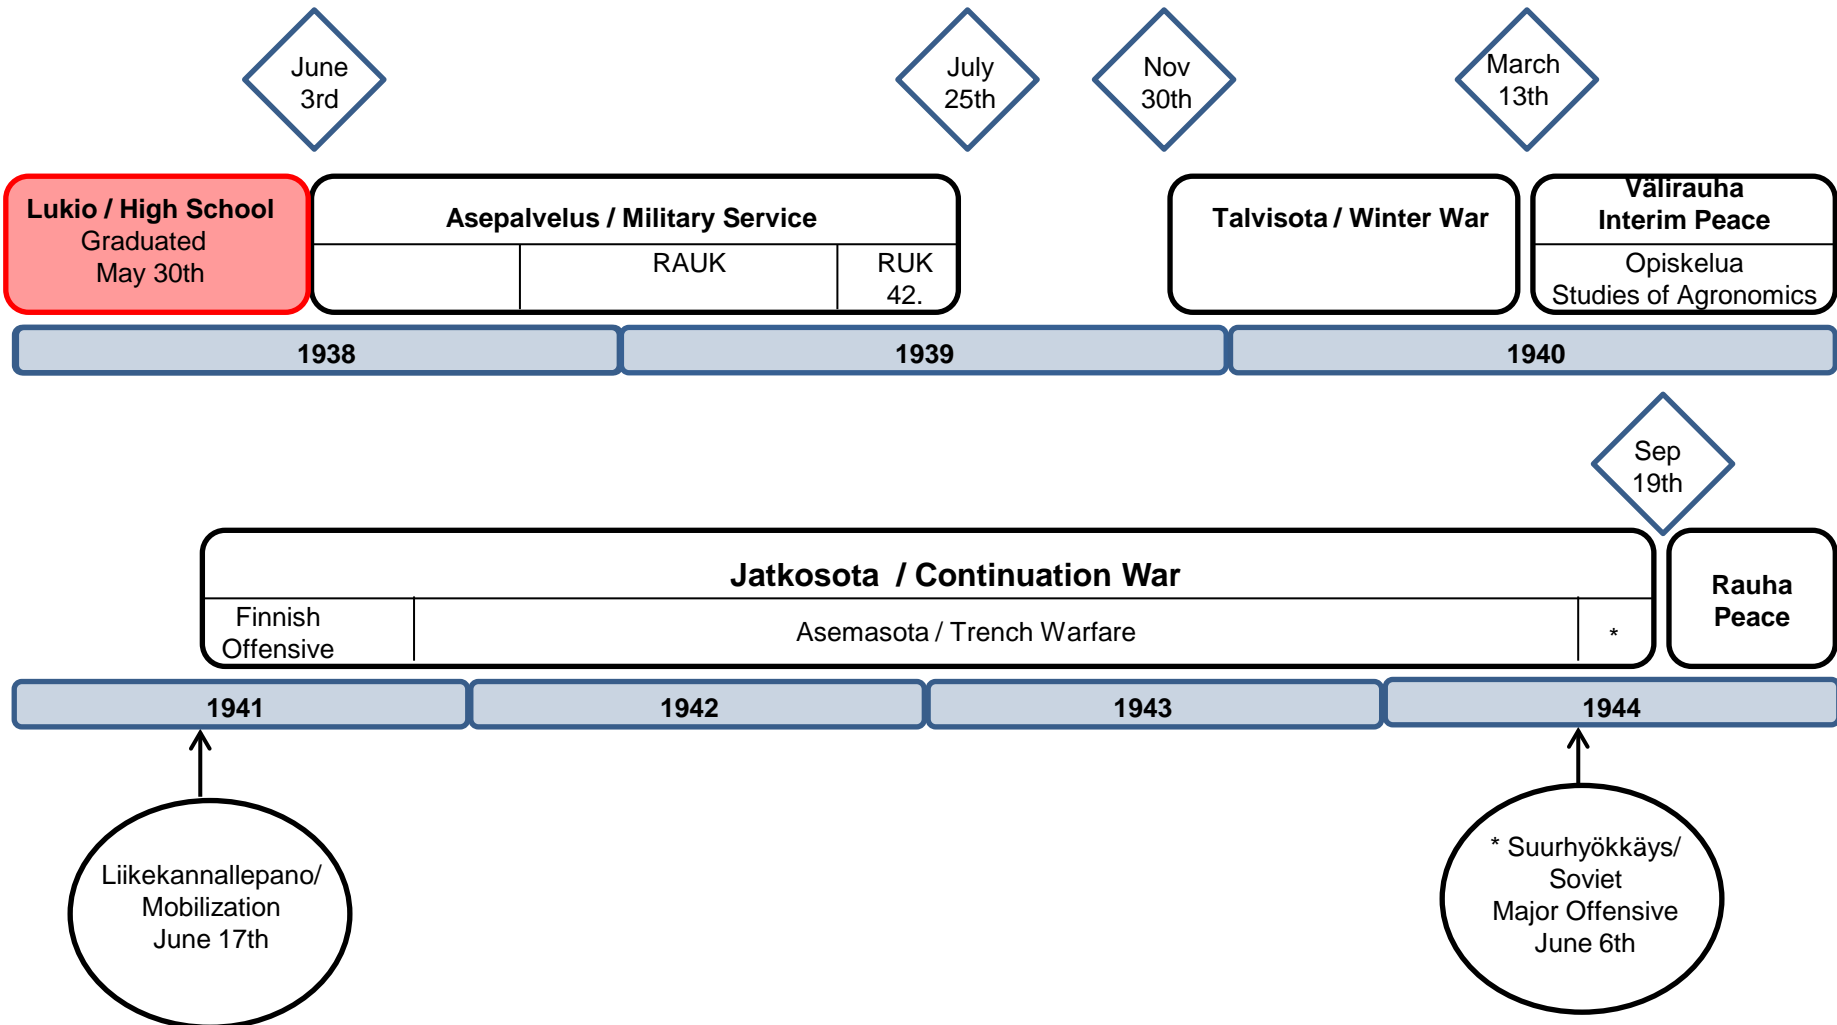 June
3rd
July
25th
Nov
30th
March
13th
Lukio / High School
Graduated
May 30th
Asepalvelus / Military Service
RAUK
RUK
42.
Talvisota / Winter War
Välirauha
Interim Peace
Opiskelua
Studies of Agronomics
1938
1939
1940
Sep
19th
Jatkosota / Continuation War
Finnish
Offensive
Asemasota / Trench Warfare
*
Rauha
Peace
1941
1942
1943
1944
Liikekannallepano/
Mobilization
June 17th
* Suurhyökkäys/
Soviet
Major Offensive
June 6th